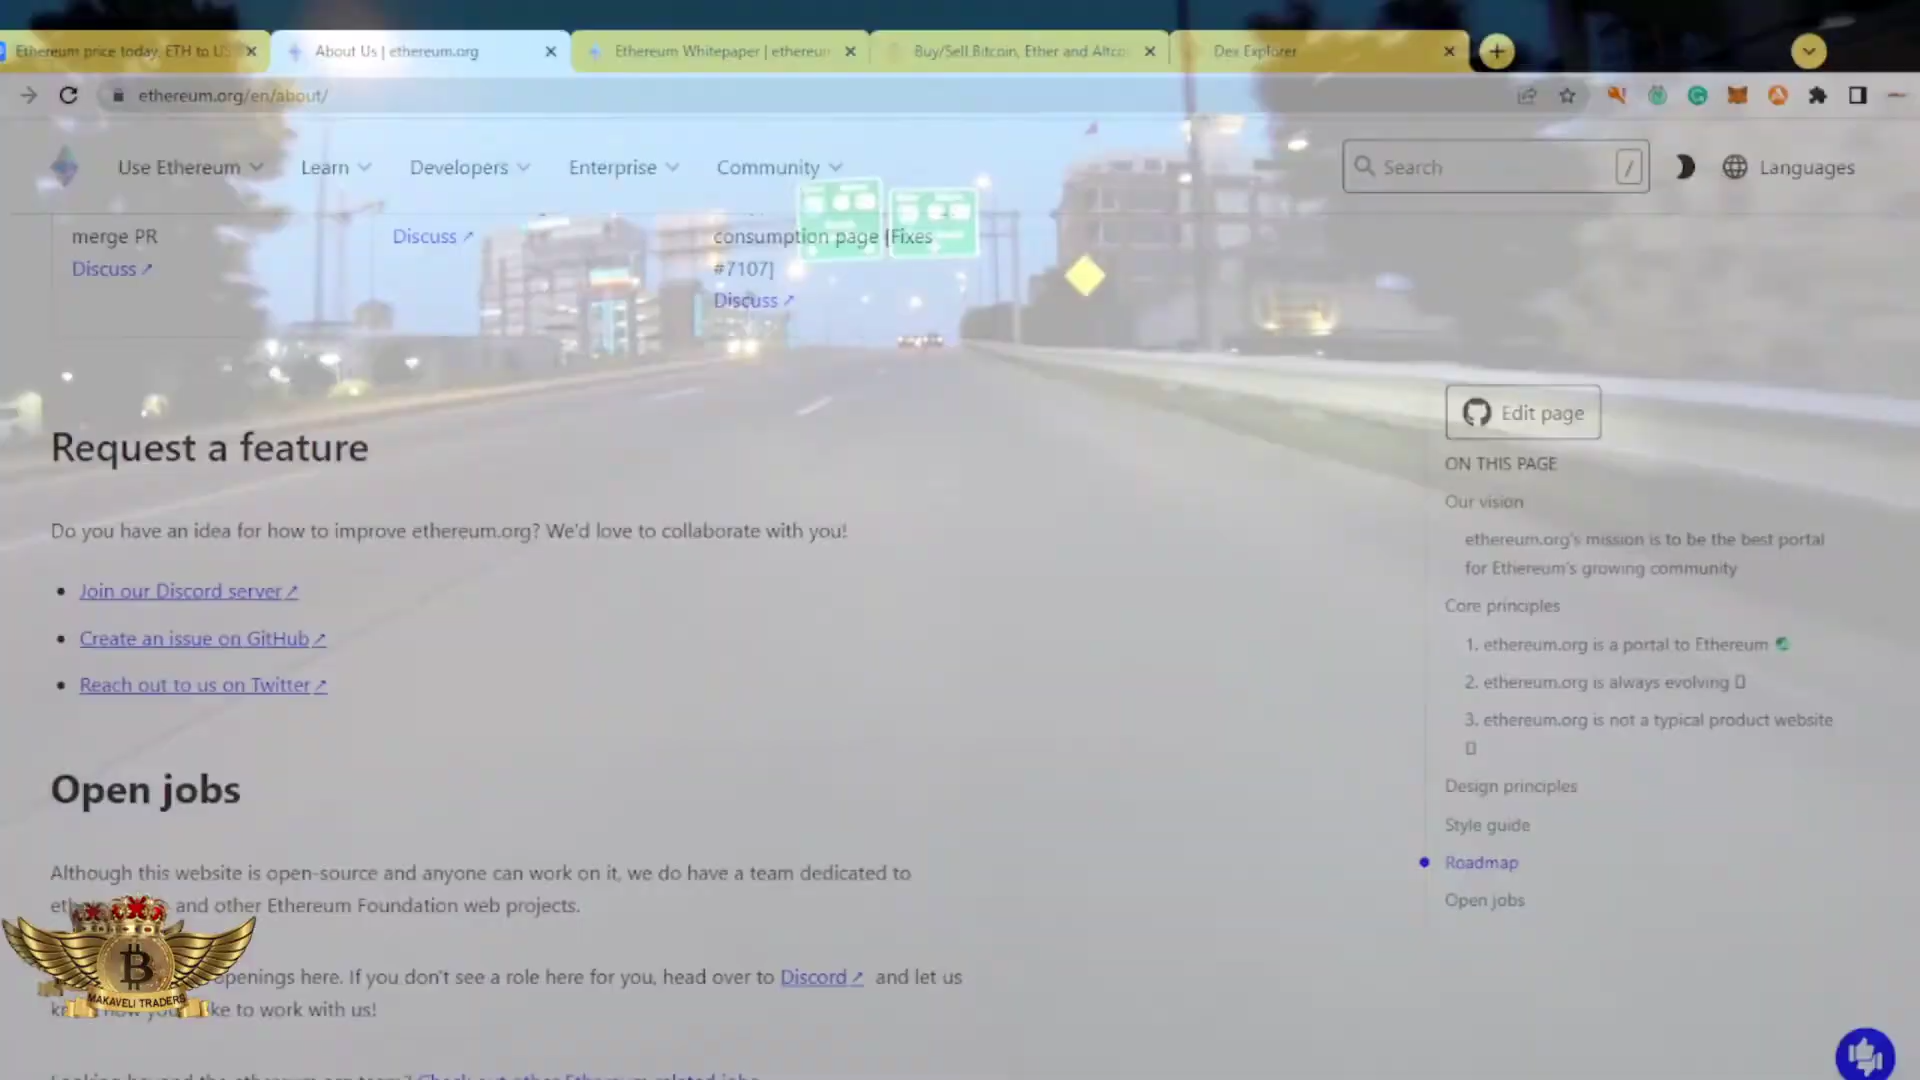 Ethereum price today, ETH to US
About Us | ethereum.org
Ethereum Whitepaper | ethereu
Buy/Sell Bitcoin, Ether and Altco
Dex Explorer
ethereum.org/en/about/
Use Ethereum
Learn
Developers
Enterprise
Community
Search
/
Languages
merge PR
Discuss
Discuss
consumption page [Fixes
#7107]
Discuss
Request a feature
Do you have an idea for how to improve ethereum.org? We'd love to collaborate with you!
Join our Discord server
Create an issue on GitHub
Reach out to us on Twitter
Open jobs
Although this website is open-source and anyone can work on it, we do have a team dedicated to
and other Ethereum Foundation web projects.
openings here. If you don't see a role here for you, head over to Discord and let us
to work with us!
Edit page
ON THIS PAGE
Our vision
ethereum.org's mission is to be the best portal
for Ethereum's growing community
Core principles
1. ethereum.org is a portal to Ethereum
2. ethereum.org is always evolving
3. ethereum.org is not a typical product website
Design principles
Style guide
Roadmap
Open jobs
MAKAVELI TRADERS